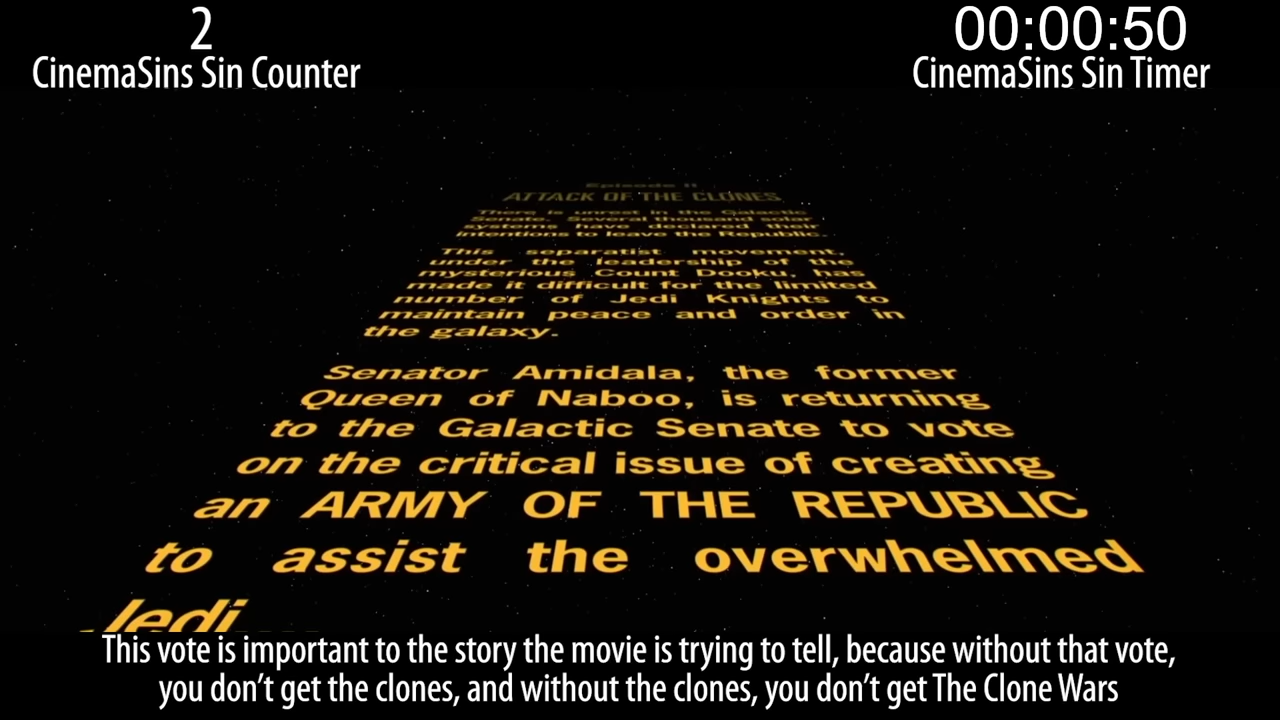 2
CinemaSins Sin Counter
00:00:50
CinemaSins Sin Timer
Episode II
ATTACK OF THE CLONES
There is unrest in the Galactic
Senate. Several thousand solar
systems have declared their
intentions to leave the Republic.
This separatist movement,
under the leadership of the
mysterious Count Dooku, has
made it difficult for the limited
number of Jedi Knights to
maintain peace and order in
the galaxy.
Senator Amidala, the former
Queen of Naboo, is returning
to the Galactic Senate to vote
on the critical issue of creating
an ARMY OF THE REPUBLIC
to assist the overwhelmed
Jedi
This vote is important to the story the movie is trying to tell, because without that vote,
you don’t get the clones, and without the clones, you don’t get The Clone Wars